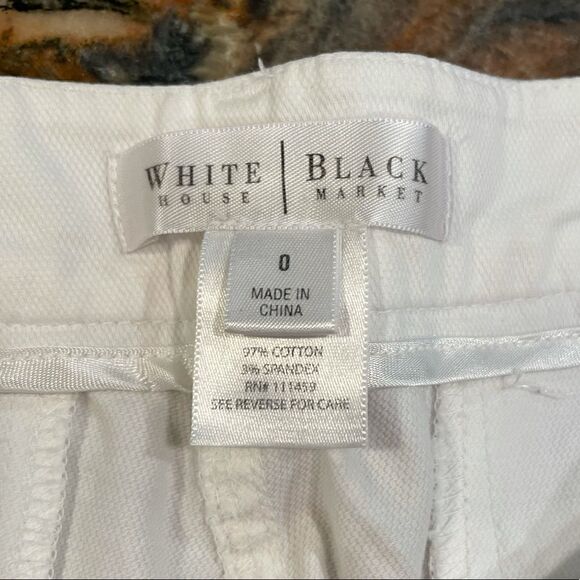 WHITE | BLACK
HOUSE | MARKET
0
MADE IN
CHINA
97% COTTON
3% SPANDEX
RN# 111459
SEE REVERSE FOR CARE